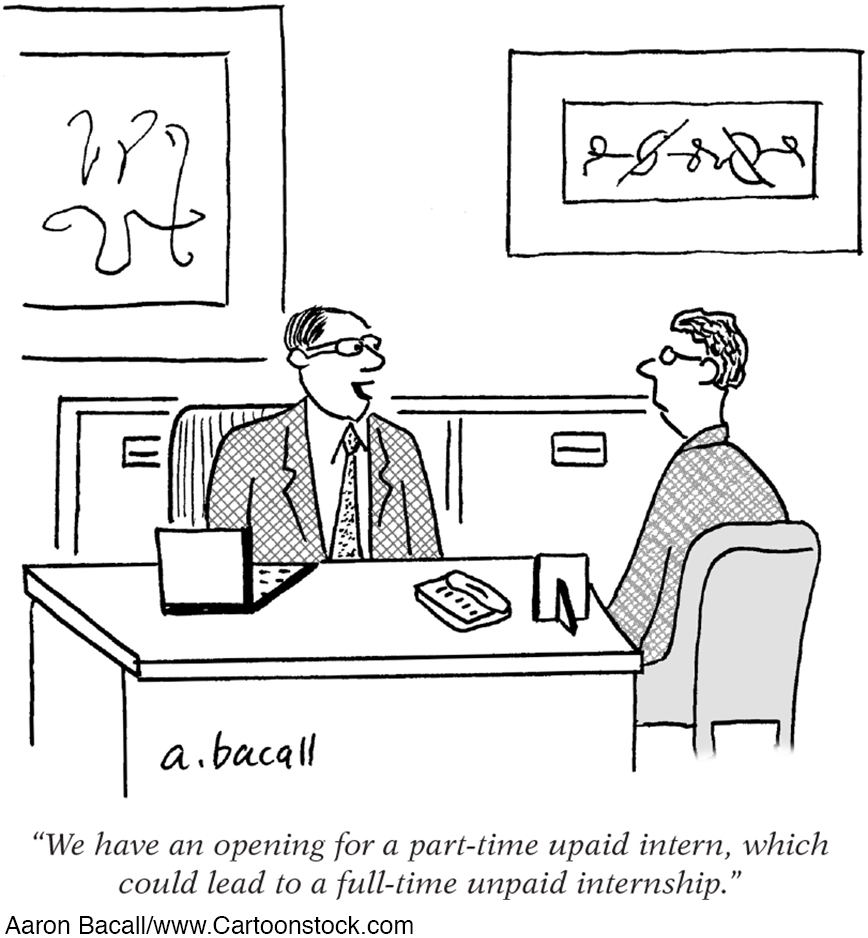 a.bacall
“We have an opening for a part-time upaid intern, which
could lead to a full-time unpaid internship.”
Aaron Bacall/www.Cartoonstock.com